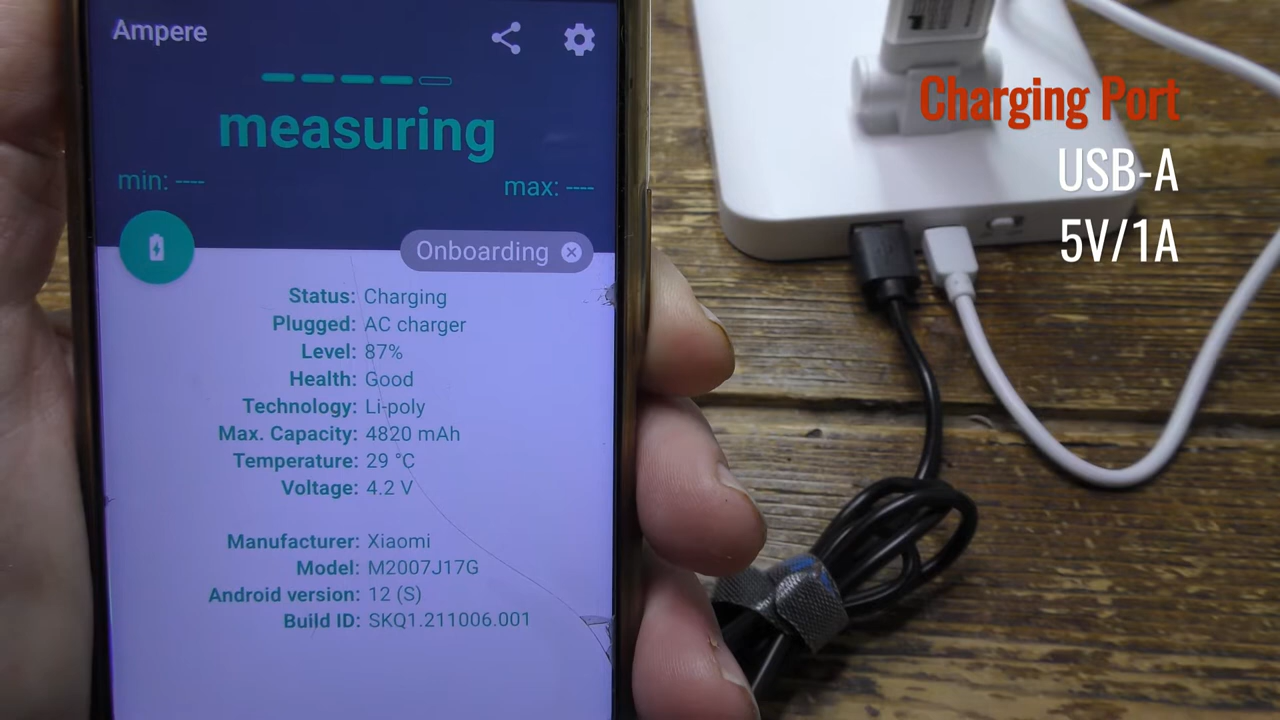 Ampere
measuring
min: ----
max: ----
Onboarding
Status: Charging
Plugged: AC charger
Level: 87%
Health: Good
Technology: Li-poly
Max. Capacity: 4820 mAh
Temperature: 29 °C
Voltage: 4.2 V
Manufacturer: Xiaomi
Model: M2007J17G
Android version: 12 (S)
Build ID: SKQ1.211006.001
Charging Port
USB-A
5V/1A